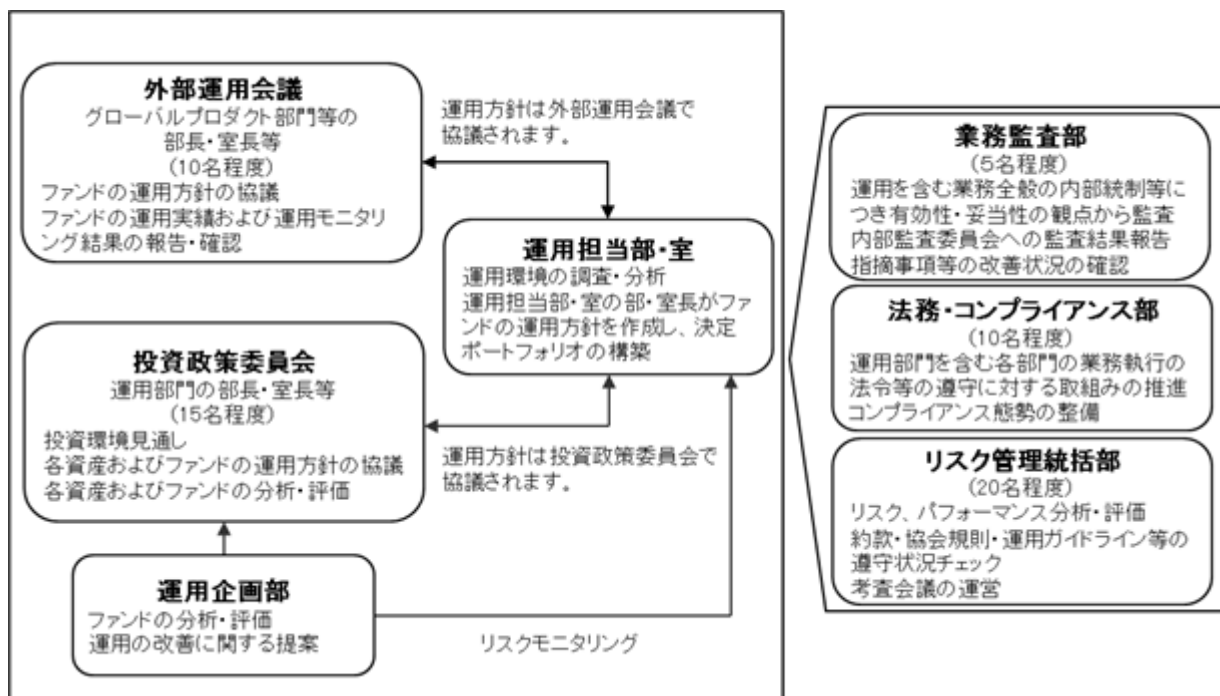 外部運用会議
グローバルプロダクト部門等の
部長・室長等
(10名程度)
ファンドの運用方針の協議
ファンドの運用実績および運用モニタリ
ング結果の報告・確認
運用方針は外部運用会議で
協議されます。
運用担当部・室
運用環境の調査・分析
運用担当部・室の部・室長がファ
ンドの運用方針を作成し、決定
ポートフォリオの構築
投資政策委員会
運用部門の部長・室長等
(15名程度)
投資環境見通し
各資産およびファンドの運用方針の協議
各資産およびファンドの分析・評価
運用方針は投資政策委員会で
協議されます。
運用企画部
ファンドの分析・評価
運用の改善に関する提案
リスクモニタリング
業務監査部
(5名程度)
運用を含む業務全般の内部統制等に
つき有効性・妥当性の観点から監査
内部監査委員会への監査結果報告
指摘事項等の改善状況の確認
法務・コンプライアンス部
(10名程度)
運用部門を含む各部門の業務執行の
法令等の遵守に対する取組みの推進
コンプライアンス態勢の整備
リスク管理統括部
(20名程度)
リスク、パフォーマンス分析・評価
約款・協会規則・運用ガイドライン等の
遵守状況チェック
考査会議の運営